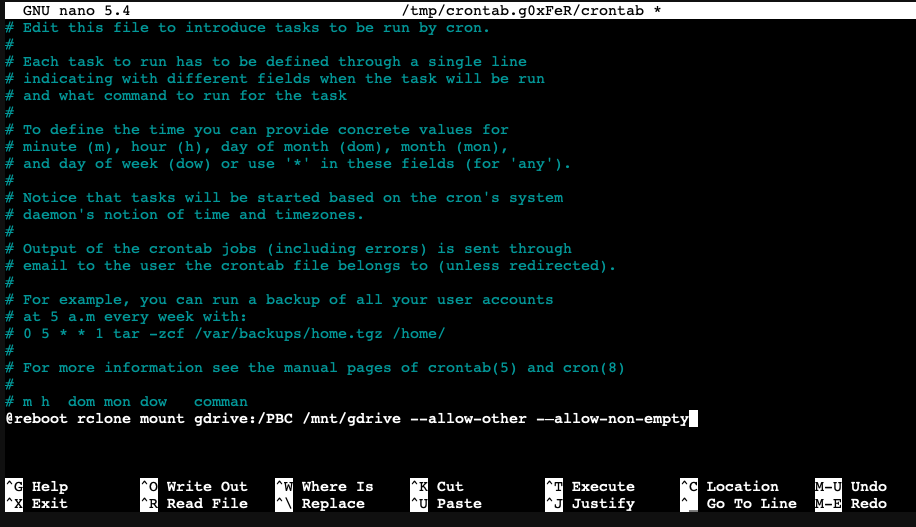 GNU nano 5.4 /tmp/crontab.g0xFeR/crontab *
# Edit this file to introduce tasks to be run by cron.
#
# Each task to run has to be defined through a single line
# indicating with different fields when the task will be run
# and what command to run for the task
#
# To define the time you can provide concrete values for
# minute (m), hour (h), day of month (dom), month (mon),
# and day of week (dow) or use '*' in these fields (for 'any').
#
# Notice that tasks will be started based on the cron's system
# daemon's notion of time and timezones.
#
# Output of the crontab jobs (including errors) is sent through
# email to the user the crontab file belongs to (unless redirected).
#
# For example, you can run a backup of all your user accounts
# at 5 a.m every week with:
# 0 5 * * 1 tar -zcf /var/backups/home.tgz /home/
#
# For more information see the manual pages of crontab(5) and cron(8)
#
# m h  dom mon dow   comman
@reboot rclone mount gdrive:/PBC /mnt/gdrive --allow-other —allow-non-empty
^G Help ^O Write Out ^W Where Is ^K Cut ^T Execute ^C Location M-U Undo
^X Exit ^R Read File ^\ Replace ^U Paste ^J Justify ^_ Go To Line M-E Redo